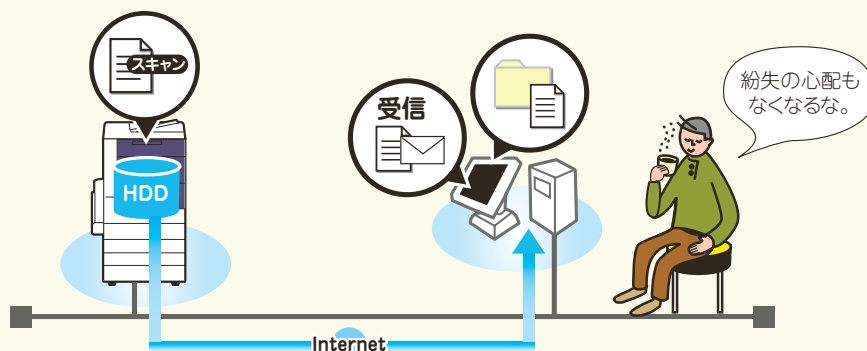 スキャン
HDD
受信
紛失の心配も
なくなるな。
Internet